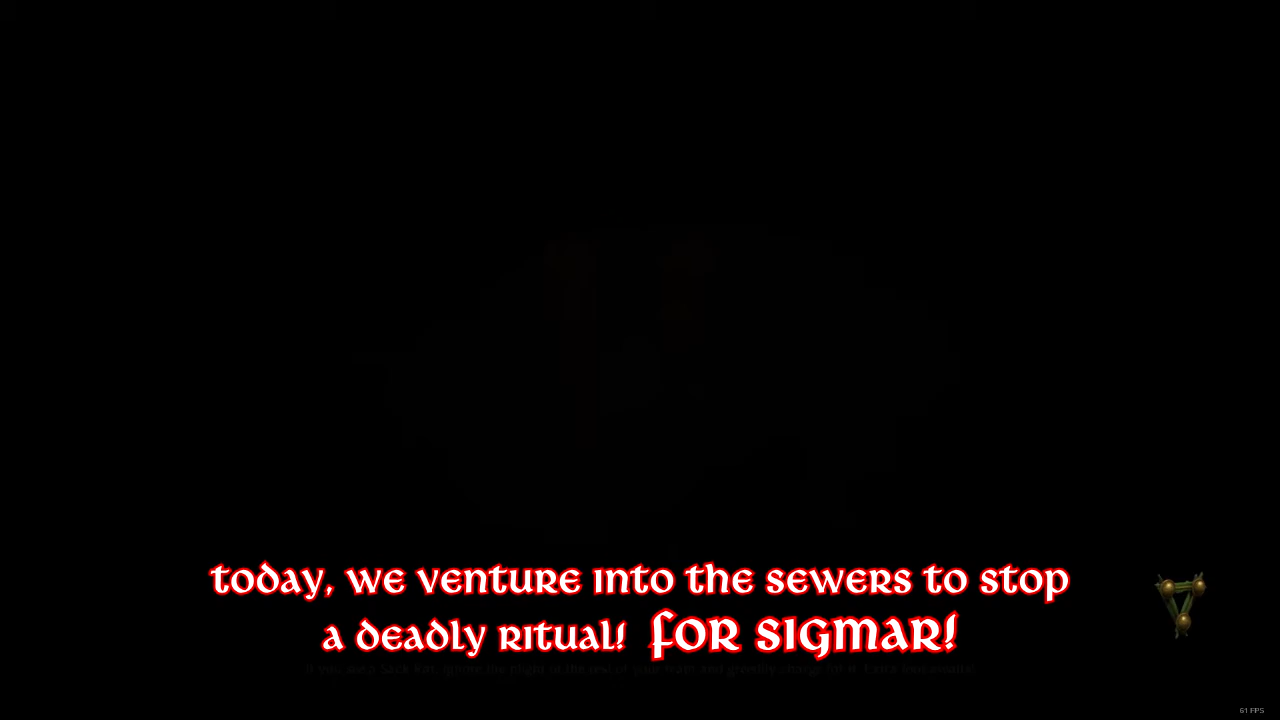 today, we venture into the sewers to stop
a deadly ritual! FOR SIGMAR!
61 FPS